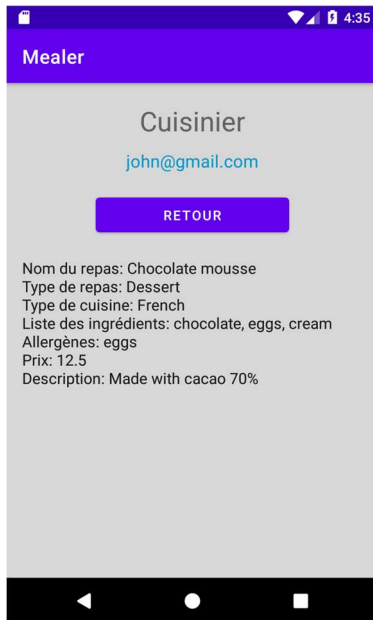 4:35
Mealer
Cuisinier
john@gmail.com
RETOUR
Nom du repas: Chocolate mousse
Type de repas: Dessert
Type de cuisine: French
Liste des ingrédients: chocolate, eggs, cream
Allergènes: eggs
Prix: 12.5
Description: Made with cacao 70%